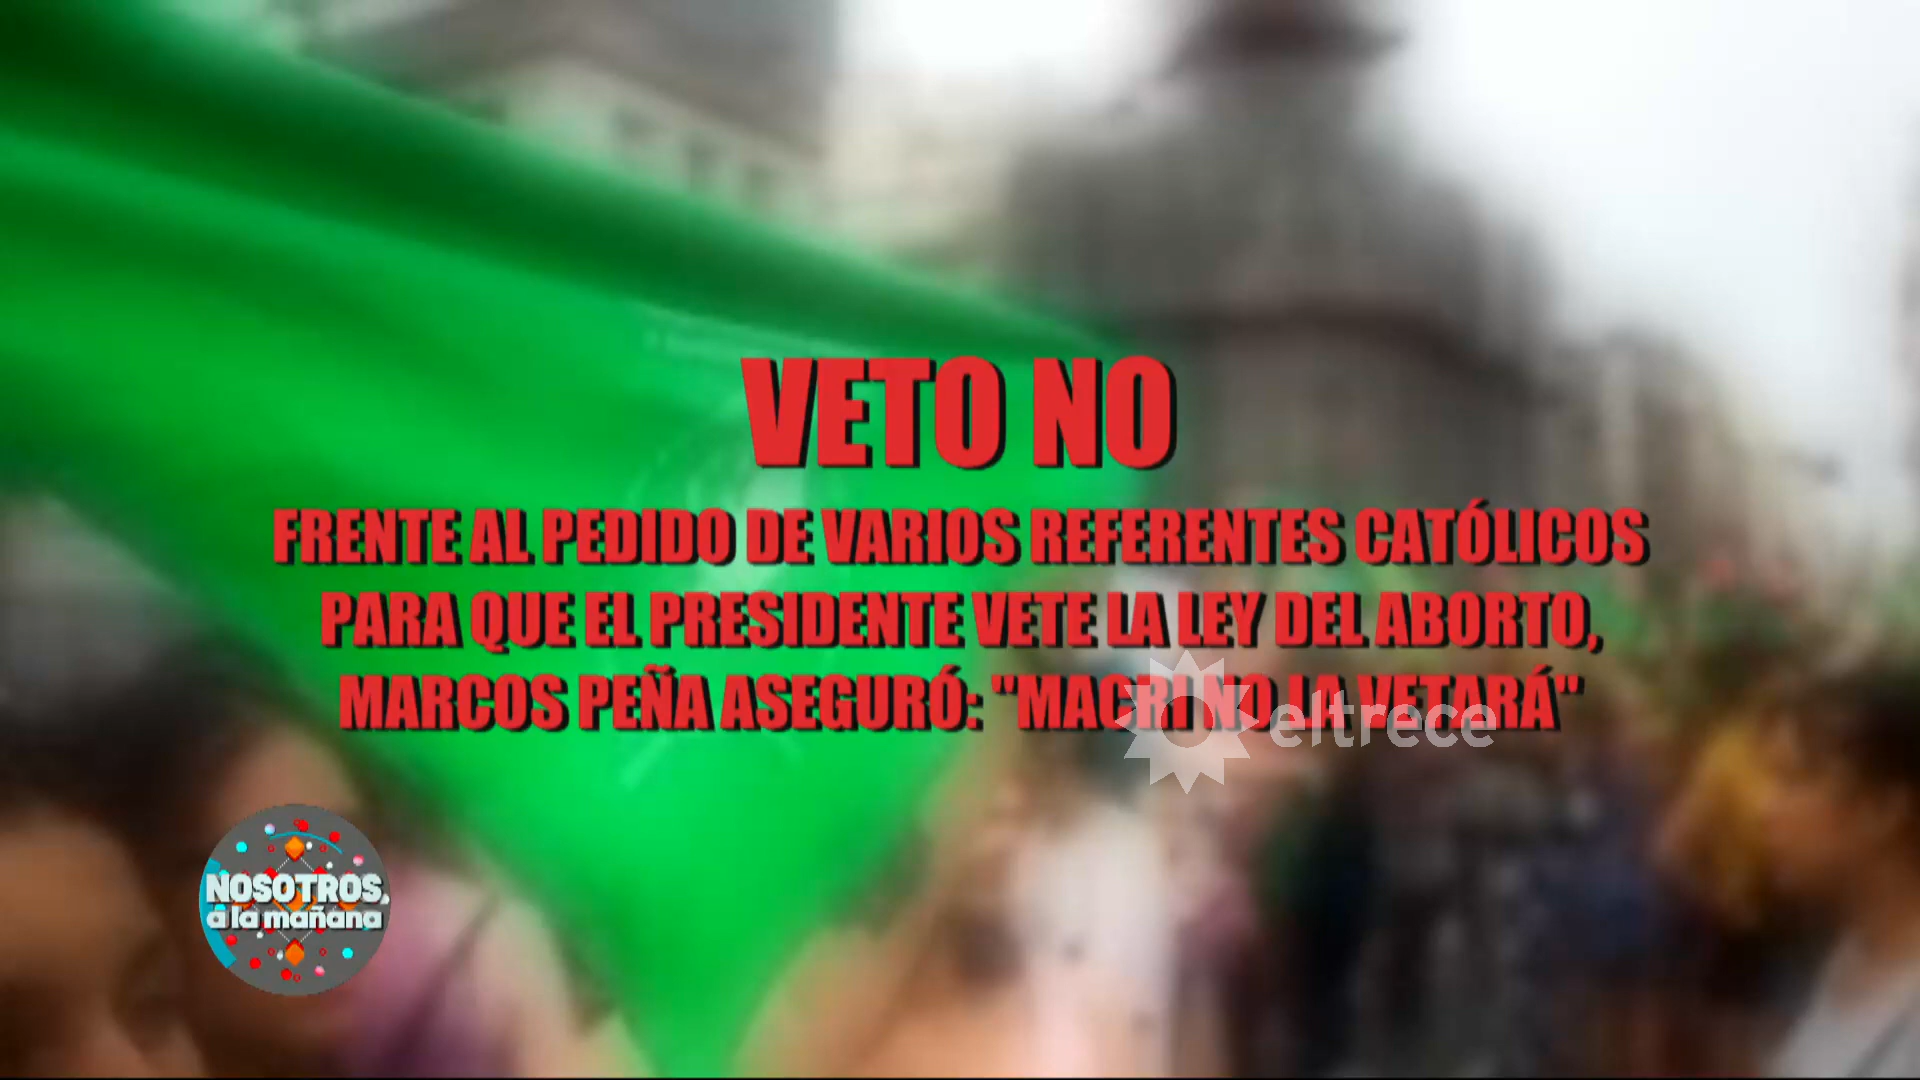 VETO NO
FRENTE AL PEDIDO DE VARIOS REFERENTES CATÓLICOS
PARA QUE EL PRESIDENTE VETE LA LEY DEL ABORTO,
MARCOS PEÑA ASEGURÓ: "MACRI NO LA VETARÁ"
eltrece
NOSOTROS,
a la mañana